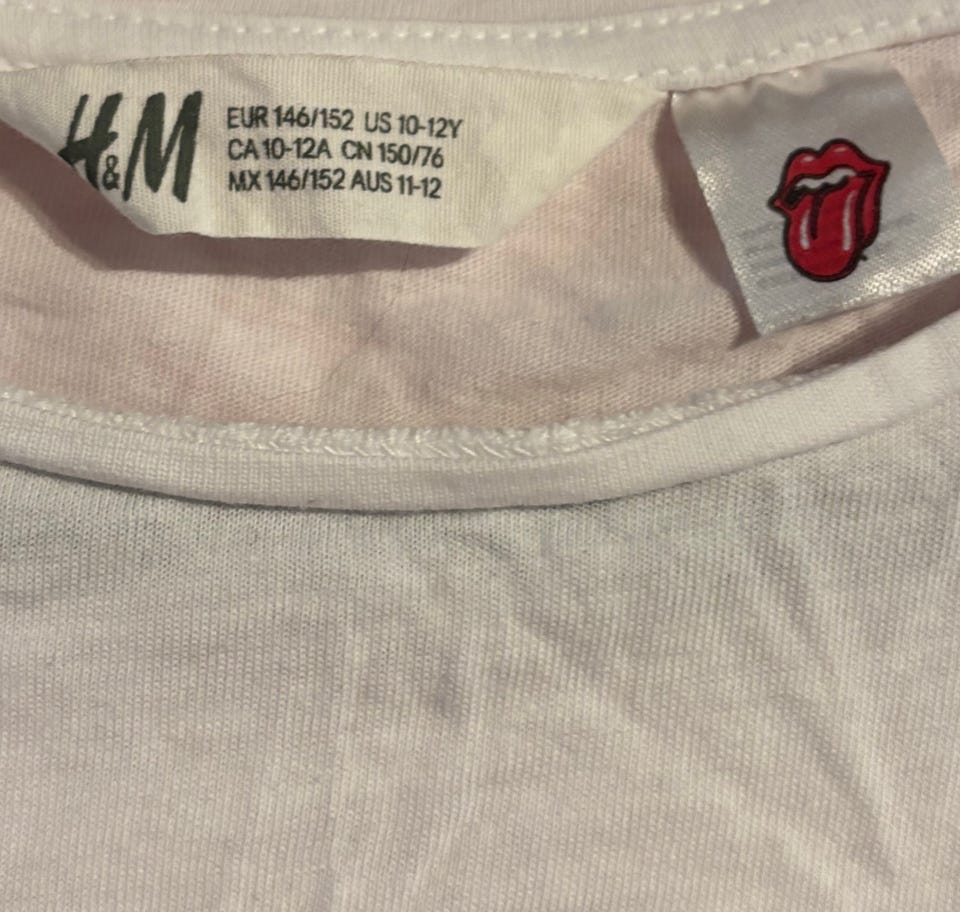 H&M
EUR 146/152 US 10-12Y
CA 10-12A CN 150/76
MX 146/152 AUS 11-12